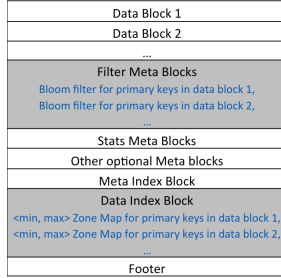 Data Block 1
Data Block 2
...
Filter Meta Blocks
Bloom filter for primary keys in data block 1,
Bloom filter for primary keys in data block 2,
...
Stats Meta Blocks
Other optional Meta blocks
Meta Index Block
Data Index Block
<min, max> Zone Map for primary keys in data block 1,
<min, max> Zone Map for primary keys in data block 2,
...
Footer